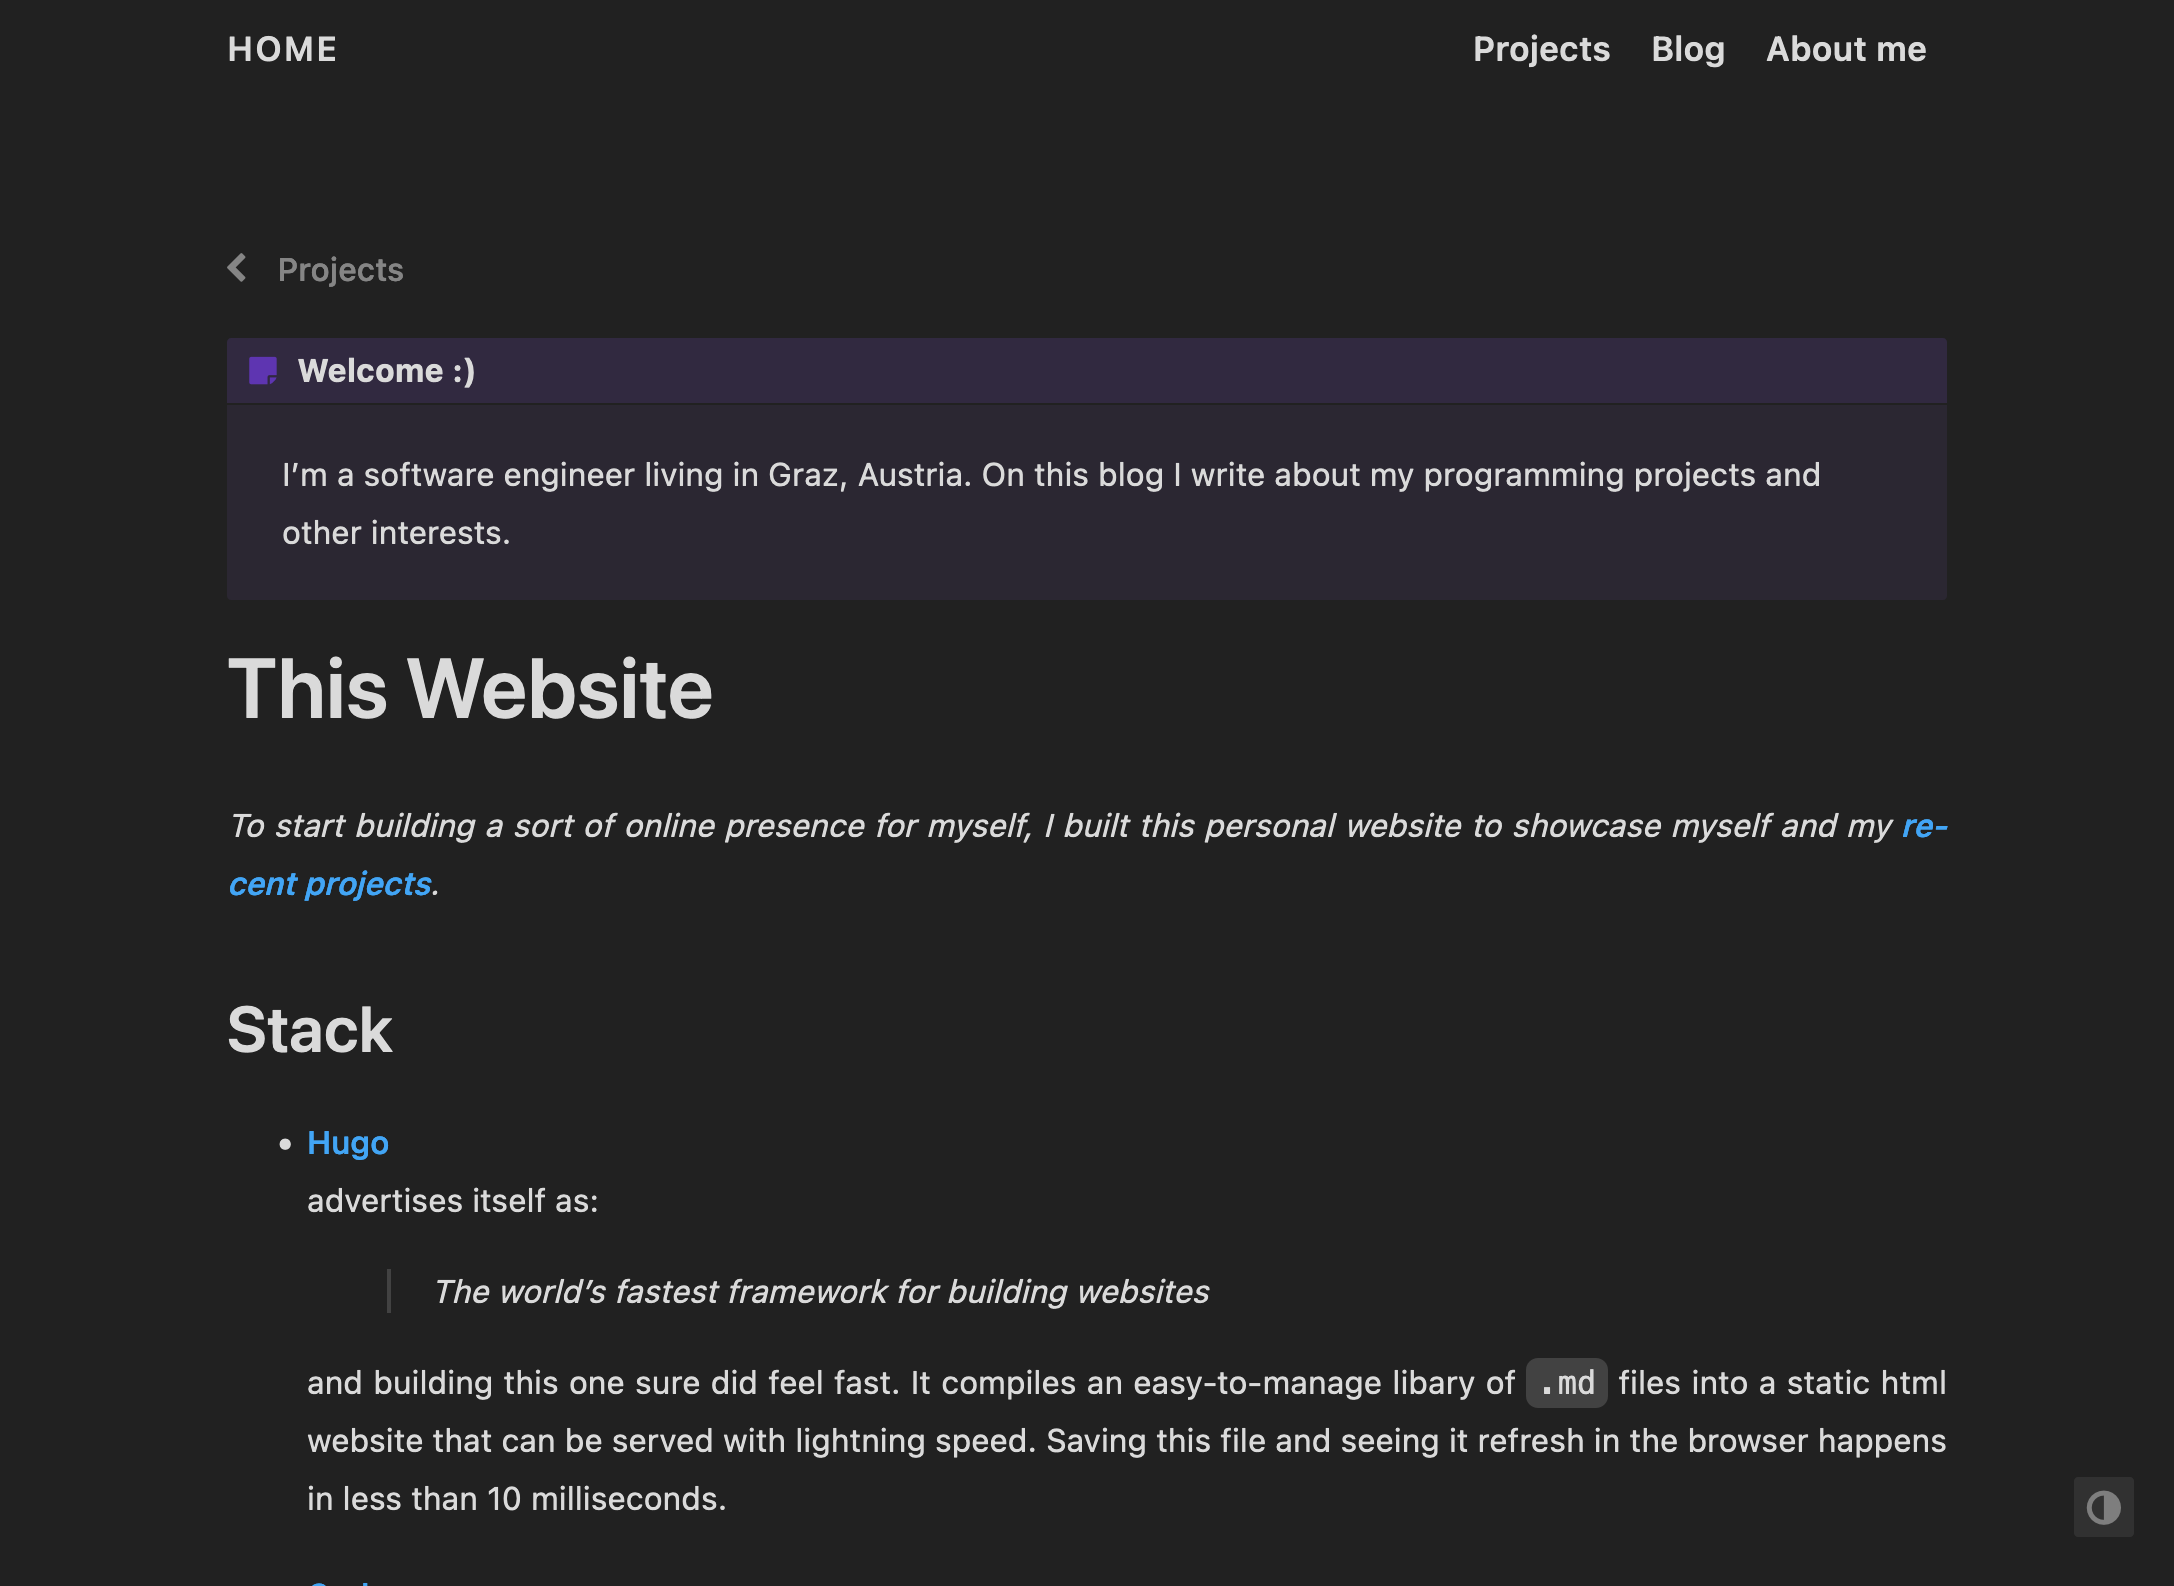 HOME
Projects Blog About me
Projects
Welcome :)
I’m a software engineer living in Graz, Austria. On this blog I write about my programming projects and
other interests.
This Website
To start building a sort of online presence for myself, I built this personal website to showcase myself and my re-
cent projects.
Stack
• Hugo
advertises itself as:
The world’s fastest framework for building websites
and building this one sure did feel fast. It compiles an easy-to-manage libary of .md files into a static html
website that can be served with lightning speed. Saving this file and seeing it refresh in the browser happens
in less than 10 milliseconds.